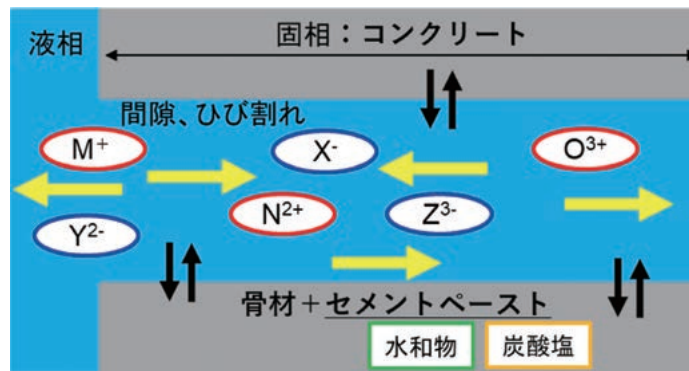 液相
固相：コンクリート
間隙、ひび割れ
M⁺
X⁻
O³⁺
Y²⁻
N²⁺
Z³⁻
骨材＋セメントペースト
水和物
炭酸塩